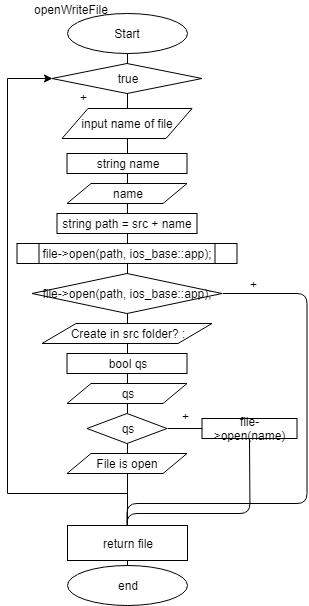 openWriteFile
Start
true
+
input name of file
string name
name
string path = src + name
file->open(path, ios_base::app);
file->open(path, ios_base::app);
+
Create in src folder? :
bool qs
qs
+
qs
file-
>open(name)
File is open
return file
end